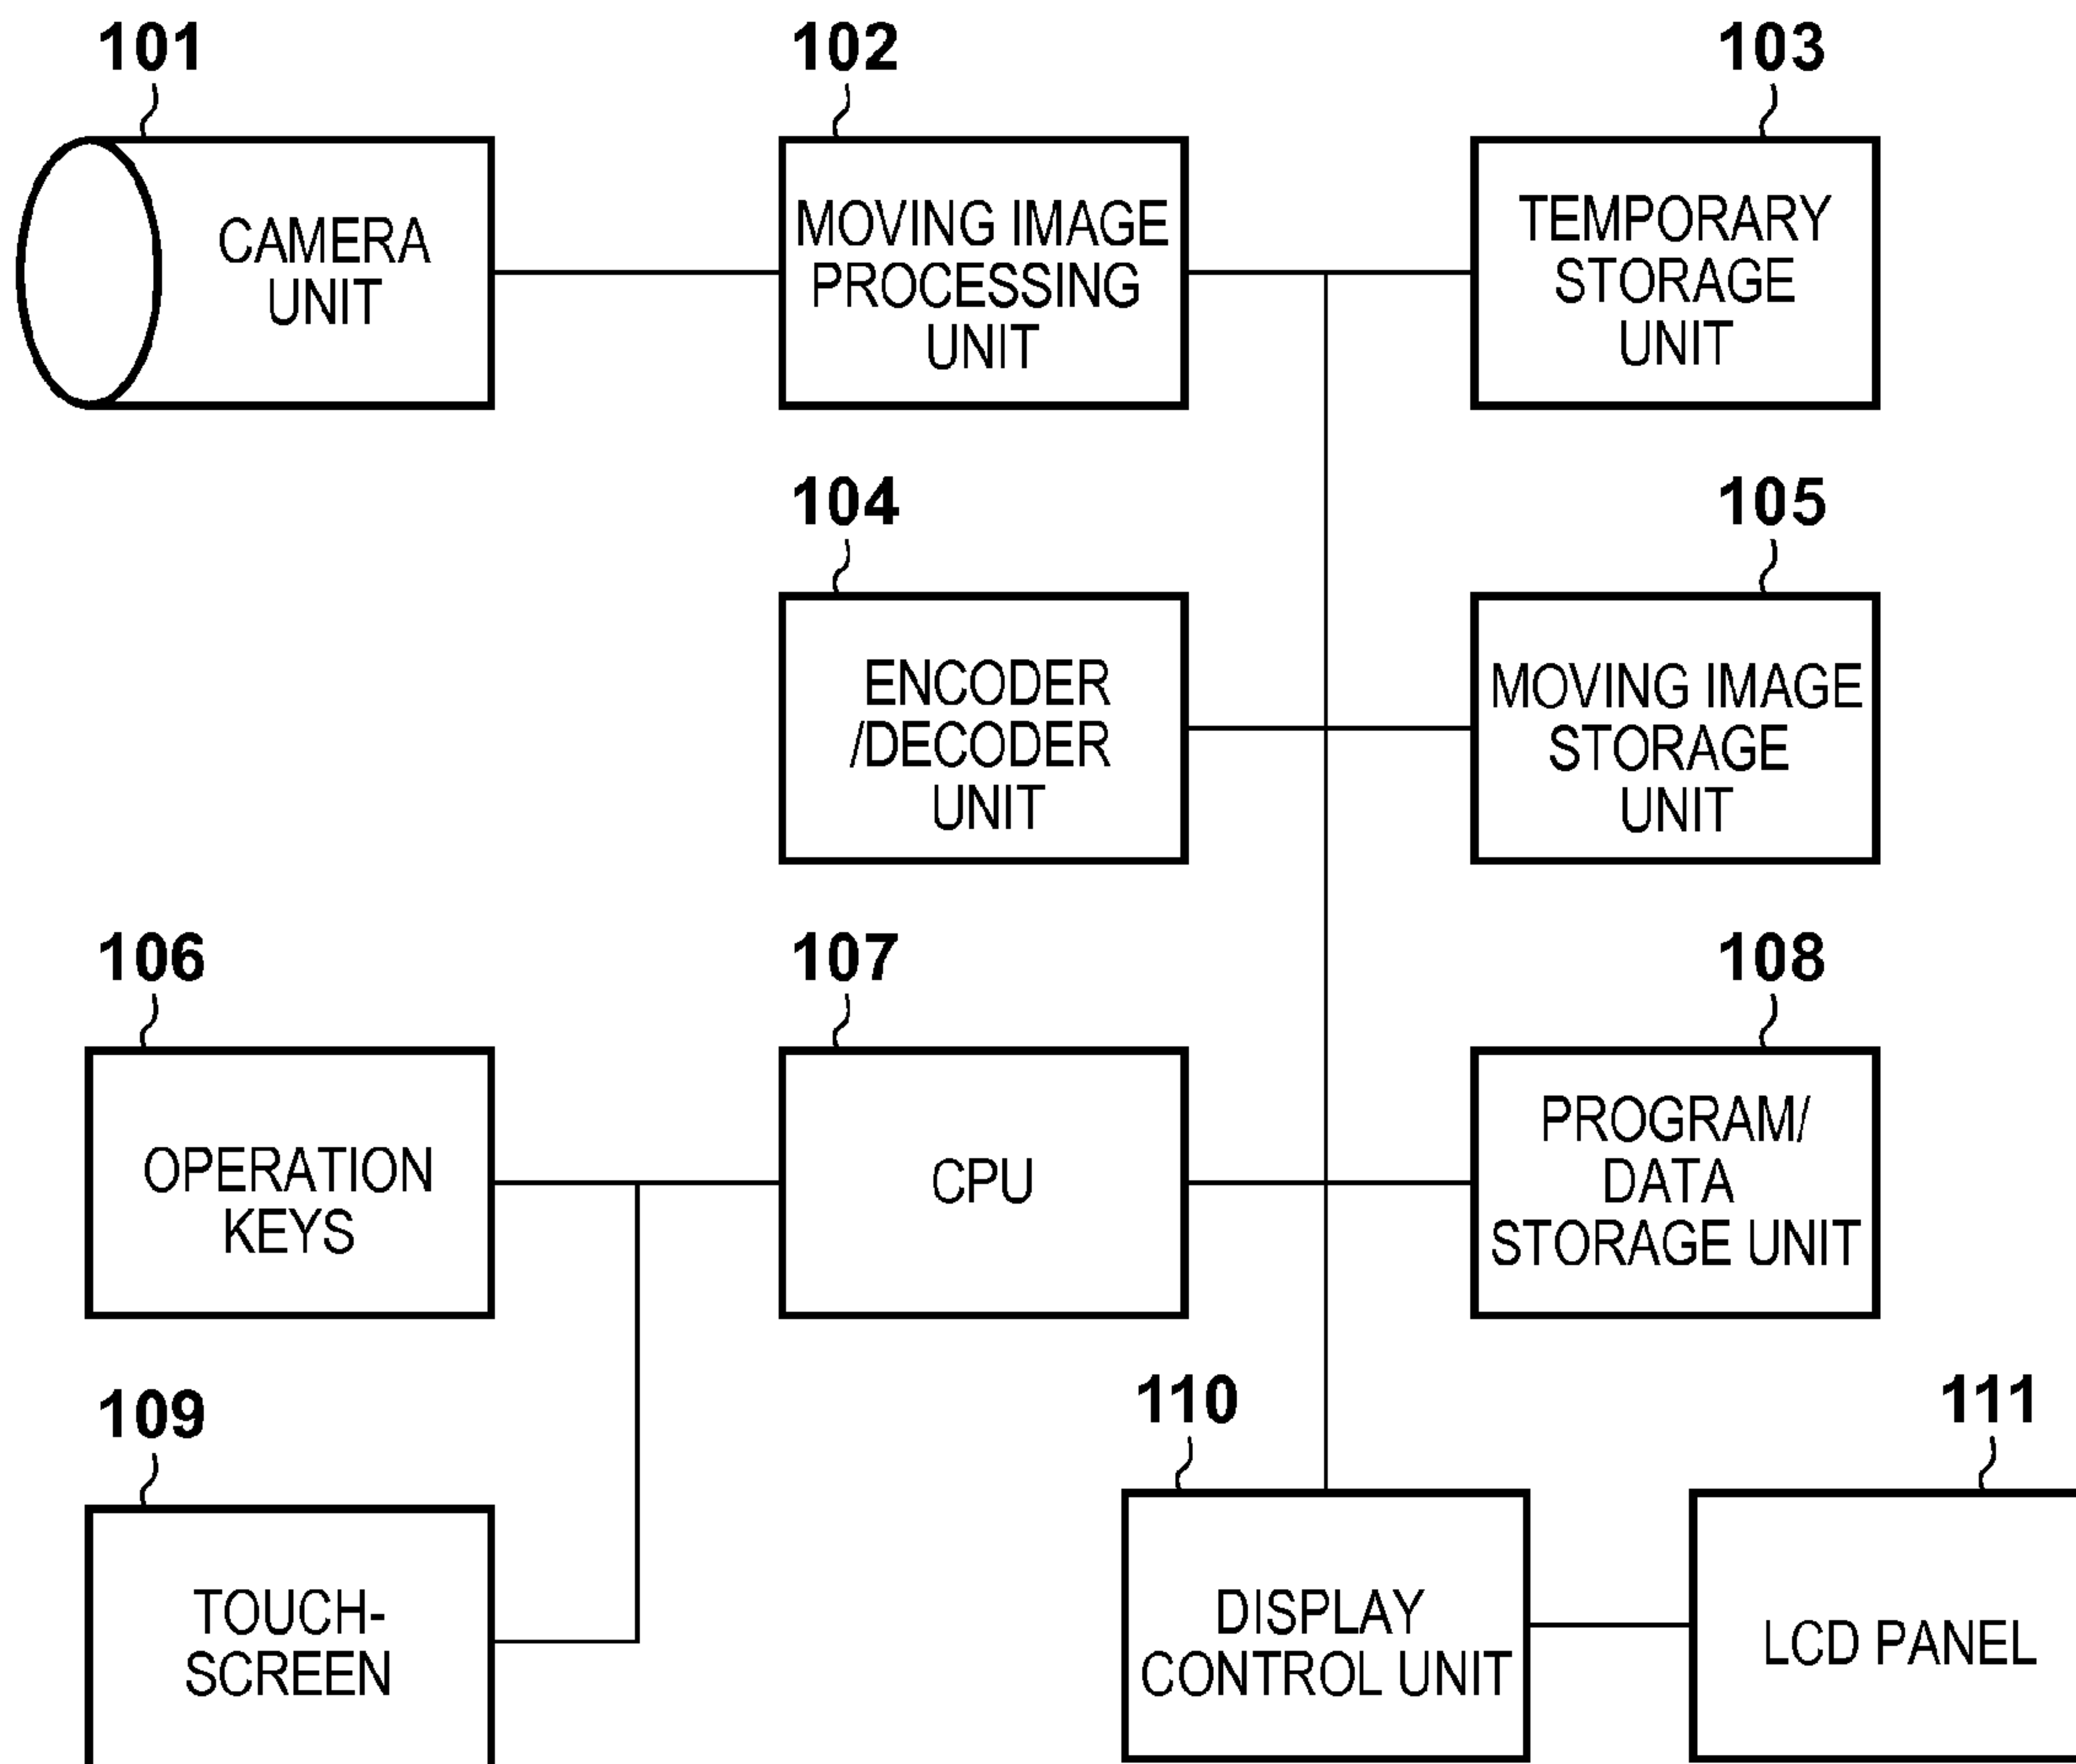 101
102
103
CAMERA
UNIT
MOVING IMAGE
PROCESSING
UNIT
TEMPORARY
STORAGE
UNIT
104
105
ENCODER
/DECODER
UNIT
MOVING IMAGE
STORAGE
UNIT
106
107
108
OPERATION
KEYS
CPU
PROGRAM/
DATA
STORAGE UNIT
109
110
111
TOUCH-
SCREEN
DISPLAY
CONTROL UNIT
LCD PANEL